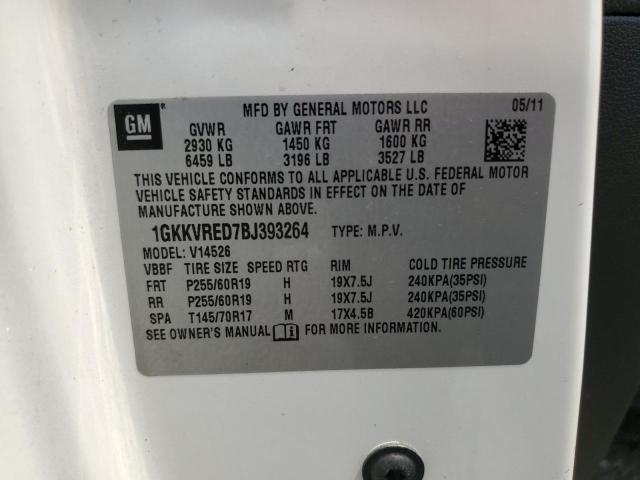 GM ®
MFD BY GENERAL MOTORS LLC 05/11
GVWR GAWR FRT GAWR RR
2930 KG 1450 KG 1600 KG
6459 LB 3196 LB 3527 LB
THIS VEHICLE CONFORMS TO ALL APPLICABLE U.S. FEDERAL MOTOR
VEHICLE SAFETY STANDARDS IN EFFECT ON THE DATE OF
MANUFACTURE SHOWN ABOVE.
1GKKVRED7BJ393264 TYPE: M.P.V.
MODEL: V14526
VBBF TIRE SIZE SPEED RTG RIM COLD TIRE PRESSURE
FRT P255/60R19 H 19X7.5J 240KPA(35PSI)
RR P255/60R19 H 19X7.5J 240KPA(35PSI)
SPA T145/70R17 M 17X4.5B 420KPA(60PSI)
SEE OWNER'S MANUAL FOR MORE INFORMATION.